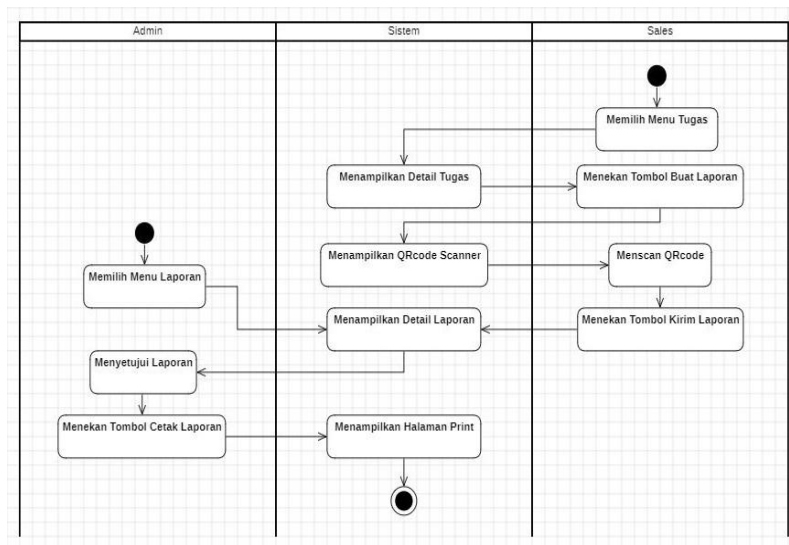 Admin
Sistem
Sales
Memilih Menu Tugas
Menampilkan Detail Tugas
Menekan Tombol Buat Laporan
Menampilkan QRcode Scanner
Menscan QRcode
Memilih Menu Laporan
Menampilkan Detail Laporan
Menekan Tombol Kirim Laporan
Menyetujui Laporan
Menekan Tombol Cetak Laporan
Menampilkan Halaman Print